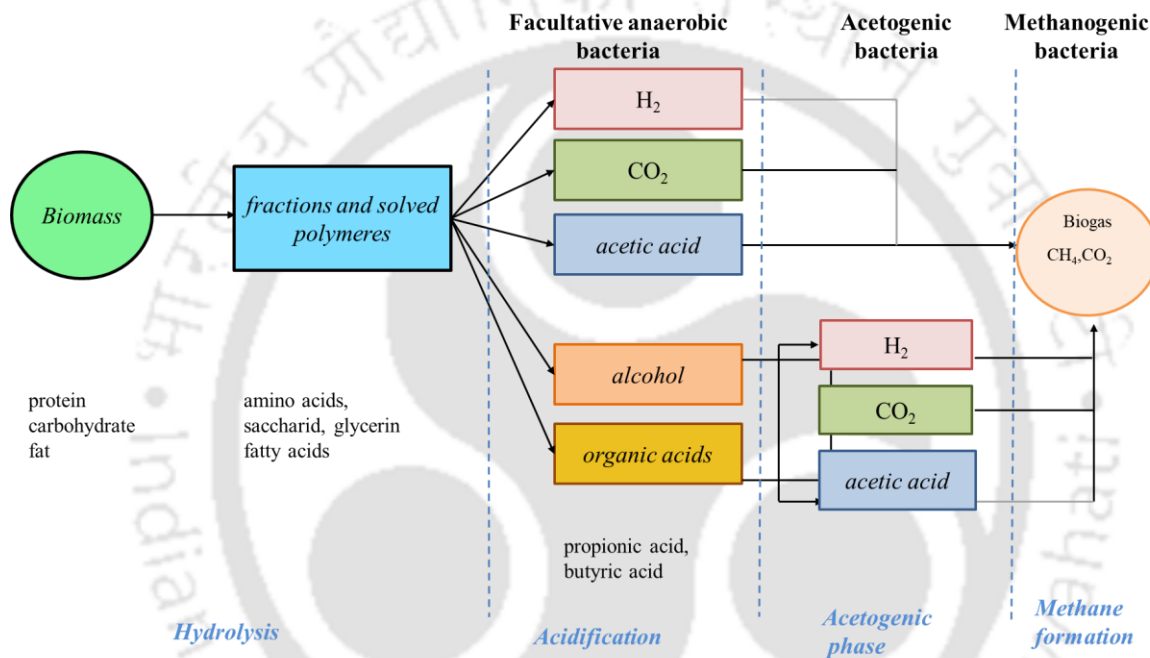 Facultative anaerobic
bacteria
Acetogenic
bacteria
Methanogenic
bacteria
H₂
CO₂
acetic acid
Biomass
fractions and solved
polymeres
Biogas
CH₄,CO₂
alcohol
organic acids
H₂
CO₂
acetic acid
protein
carbohydrate
fat
amino acids,
saccharid, glycerin
fatty acids
propionic acid,
butyric acid
Hydrolysis
Acidification
Acetogenic
phase
Methane
formation
Indian